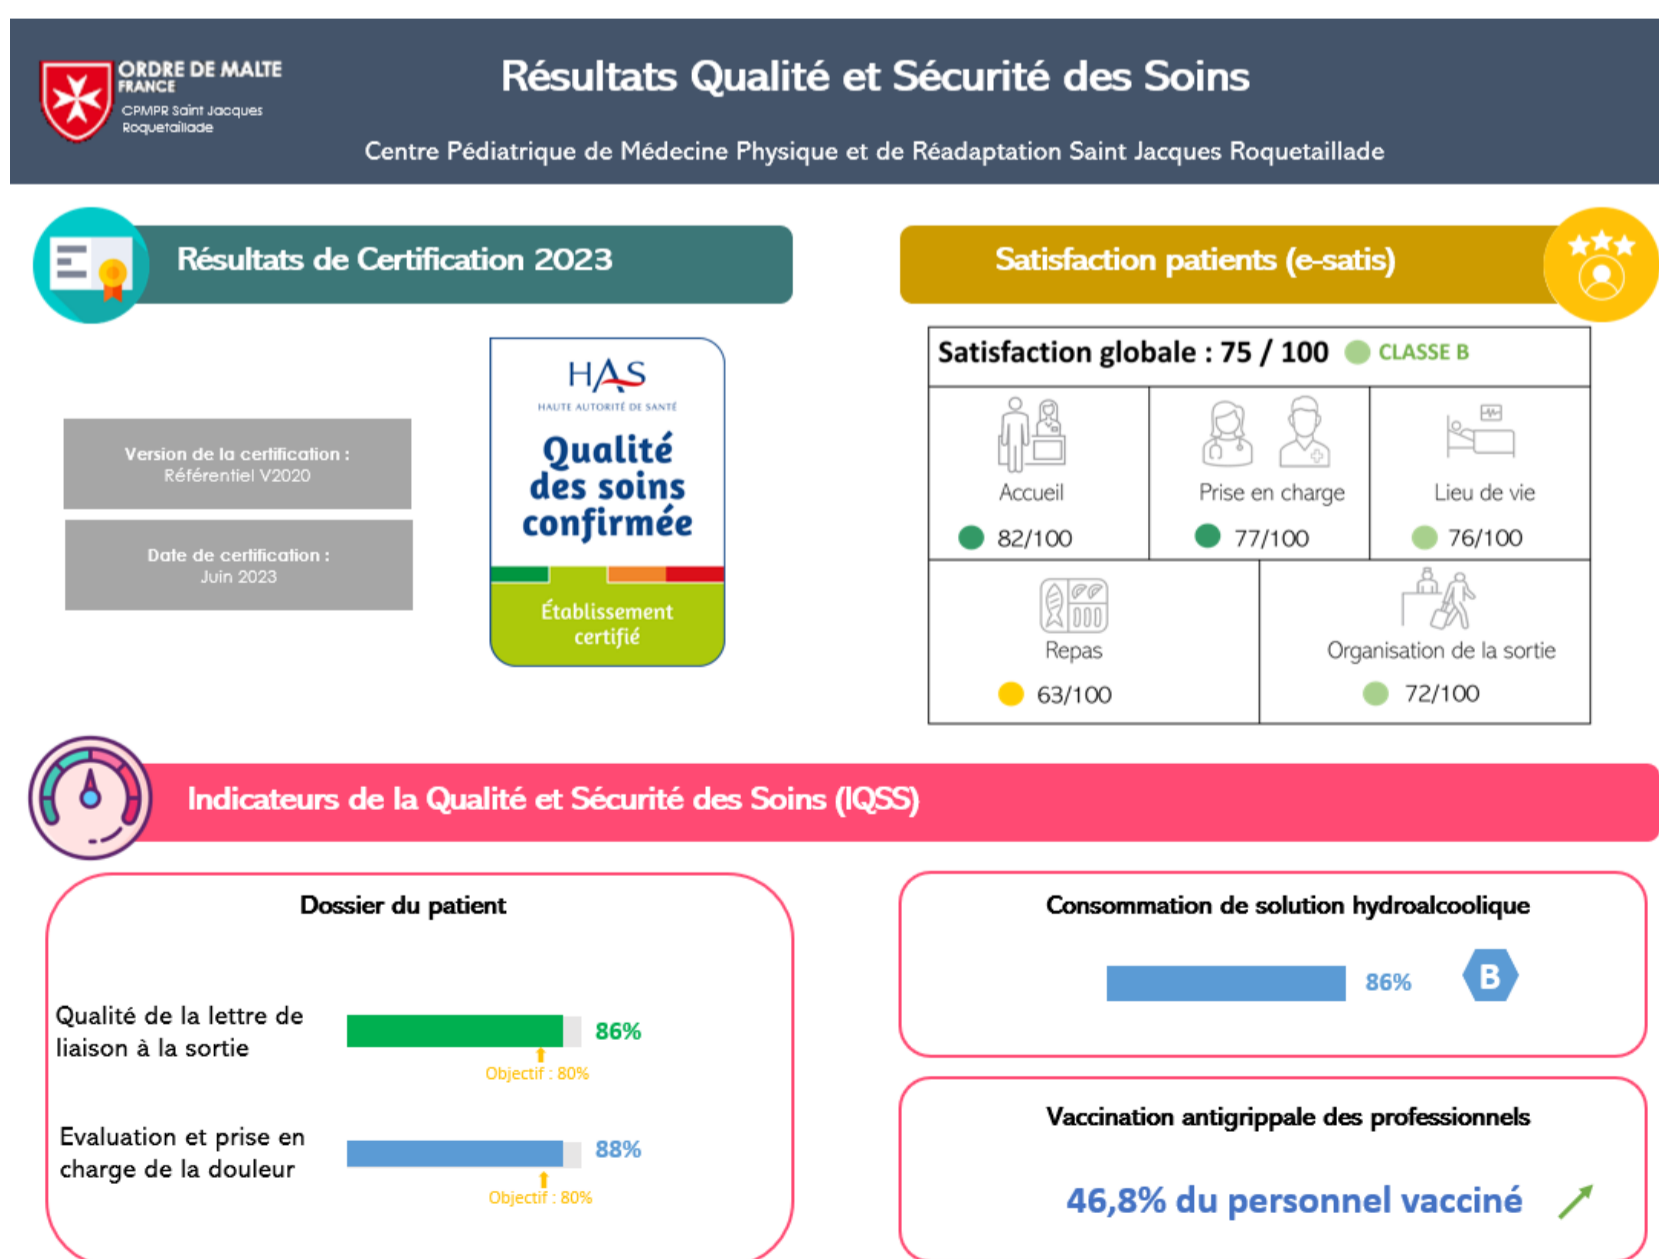 ORDRE DE MALTE
FRANCE
CPMPR Saint Jacques
Roquetaillade
Résultats Qualité et Sécurité des Soins
Centre Pédiatrique de Médecine Physique et de Réadaptation Saint Jacques Roquetaillade
Résultats de Certification 2023
Version de la certification :
Référentiel V2020
Date de certification :
Juin 2023
HAS
HAUTE AUTORITÉ DE SANTÉ
Qualité
des soins
confirmée
Établissement
certifié
Satisfaction patients (e-satis)
Satisfaction globale : 75 / 100 CLASSE B
Accueil
82/100
Prise en charge
77/100
Lieu de vie
76/100
Repas
63/100
Organisation de la sortie
72/100
Indicateurs de la Qualité et Sécurité des Soins (IQSS)
Dossier du patient
Qualité de la lettre de
liaison à la sortie
86%
Objectif : 80%
Evaluation et prise en
charge de la douleur
88%
Objectif : 80%
Consommation de solution hydroalcoolique
86% B
Vaccination antigrippale des professionnels
46,8% du personnel vacciné